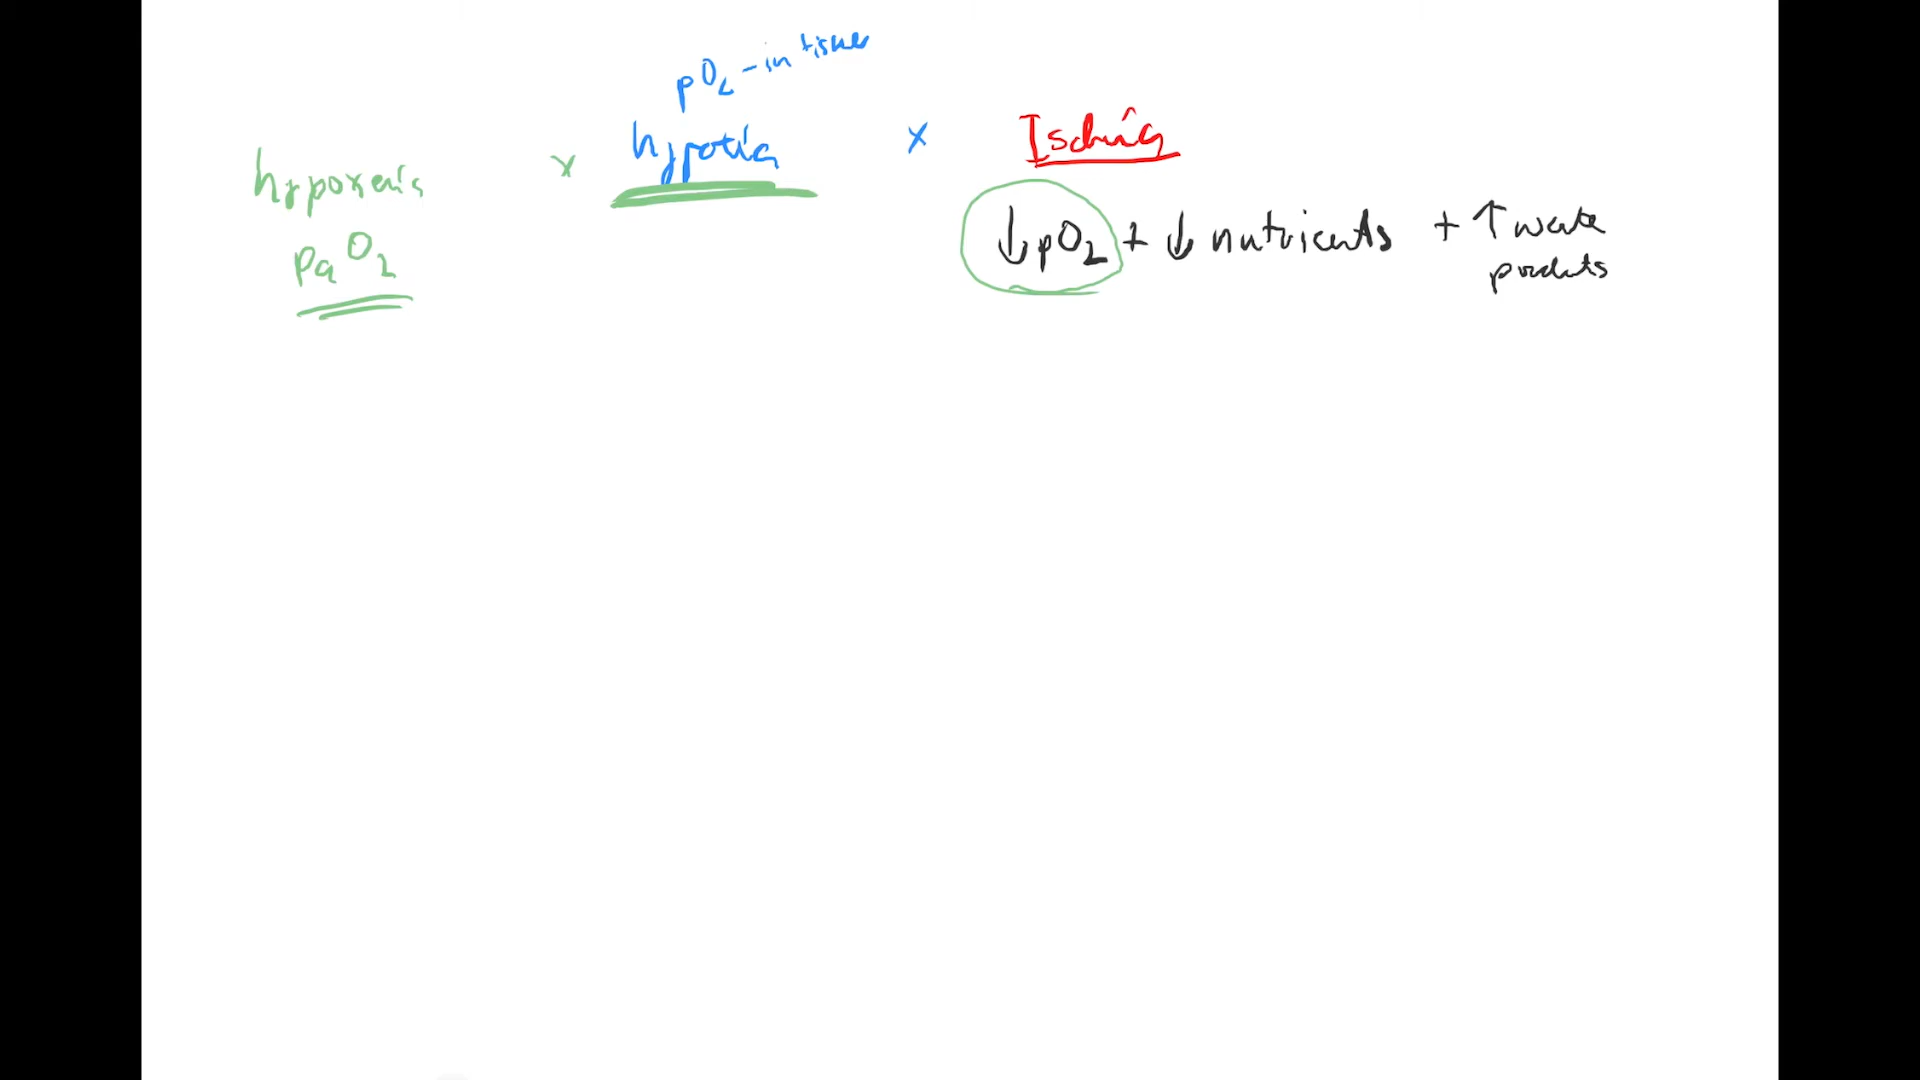 pO2 - in tissue
hypoxemia x hypoxia x Ischemia
PaO2
↓pO2 + ↓ nutrients + ↑ waste
products